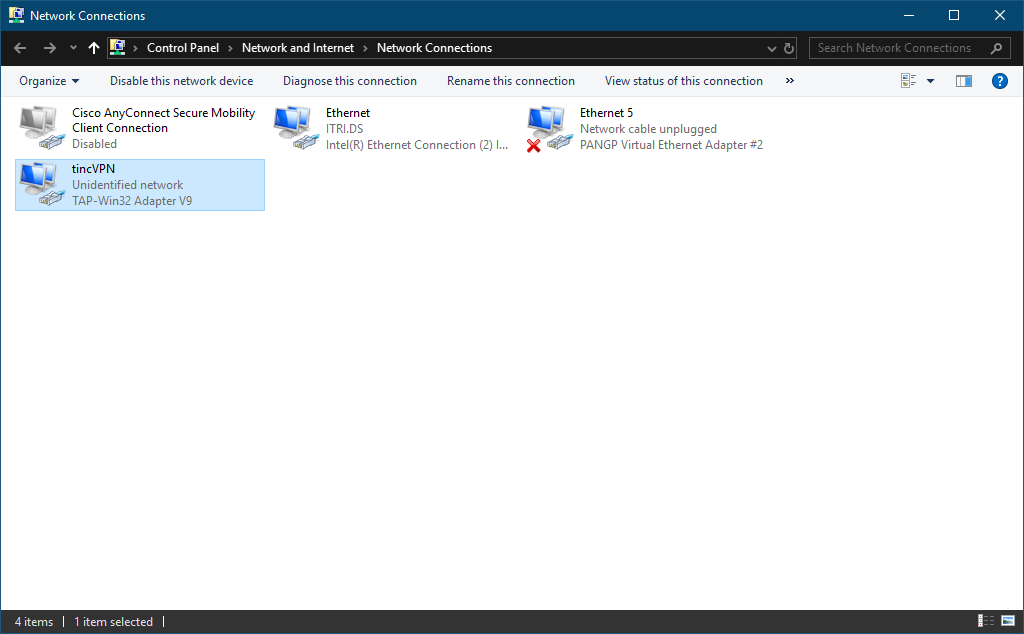 Network Connections
Control Panel > Network and Internet > Network Connections
Search Network Connections
Organize Disable this network device Diagnose this connection Rename this connection View status of this connection »
?
Cisco AnyConnect Secure Mobility
Client Connection
Disabled
Ethernet
ITRI.DS
Intel(R) Ethernet Connection (2) I...
Ethernet 5
Network cable unplugged
PANGP Virtual Ethernet Adapter #2
tincVPN
Unidentified network
TAP-Win32 Adapter V9
4 items | 1 item selected |